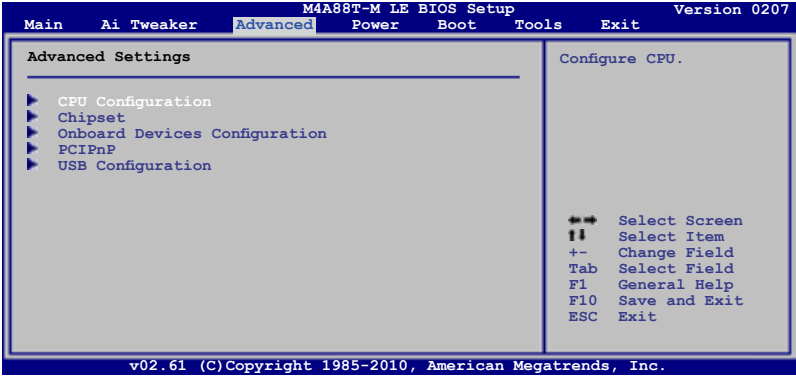 M4A88T-M LE BIOS Setup Version 0207
Main Ai Tweaker Advanced Power Boot Tools Exit
Advanced Settings
CPU Configuration
Chipset
Onboard Devices Configuration
PCIPnP
USB Configuration
Configure CPU.
Select Screen
Select Item
+- Change Field
Tab Select Field
F1 General Help
F10 Save and Exit
ESC Exit
v02.61 (C)Copyright 1985-2010, American Megatrends, Inc.